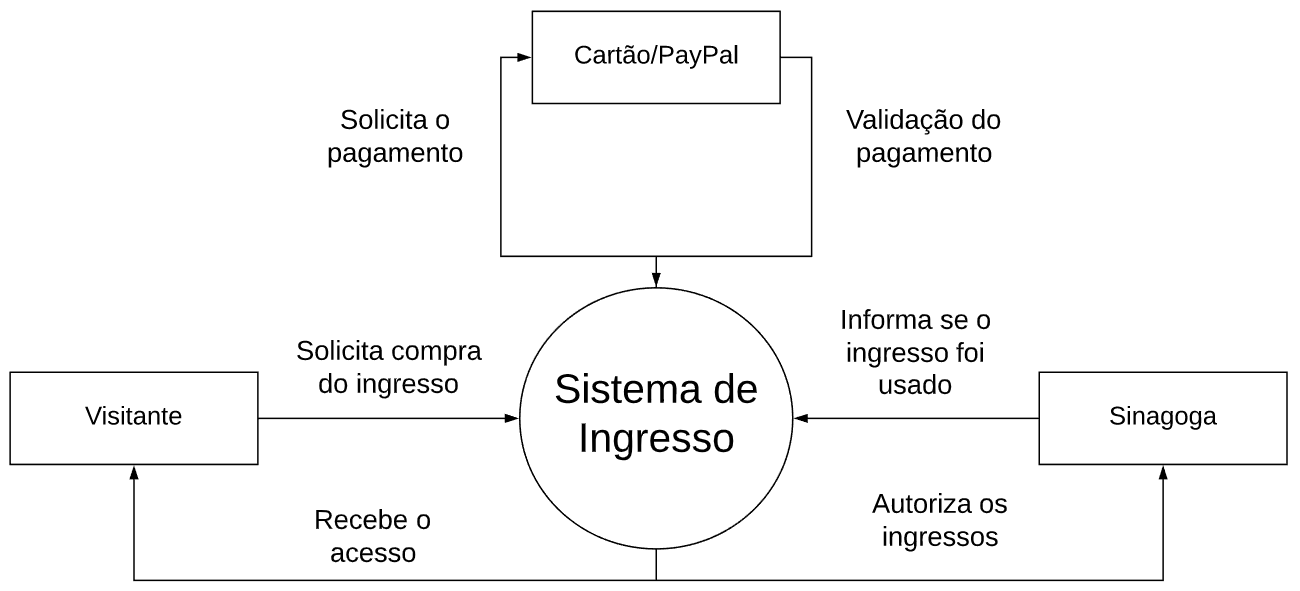 Cartão/PayPal
Solicita o
pagamento
Validação do
pagamento
Solicita compra
do ingresso
Informa se o
ingresso foi
usado
Visitante
Sistema de
Ingresso
Sinagoga
Recebe o
acesso
Autoriza os
ingressos